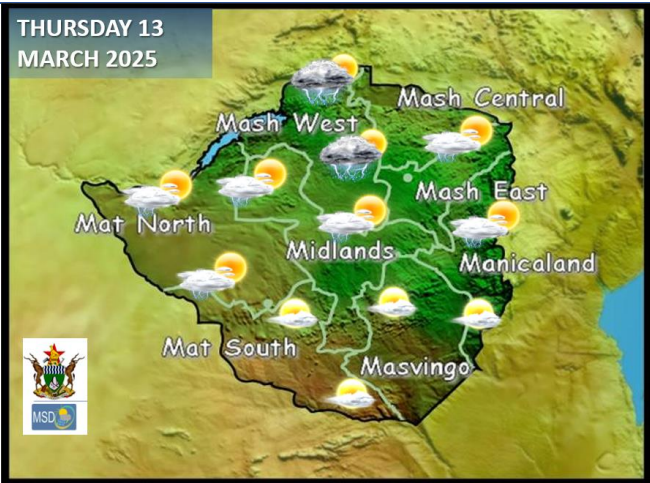 THURSDAY 13
MARCH 2025
Mash Central
Mash West
Mash East
Mat North
Midlands
Manicaland
Mat South
Masvingo
MSD